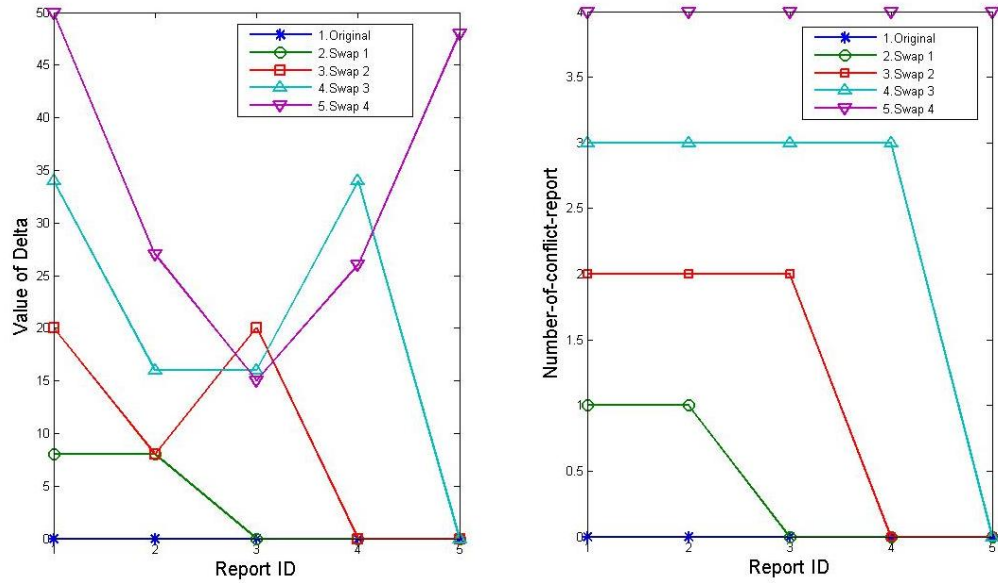 50
45
40
35
30
25
20
15
10
5
0
Value of Delta
1.Original
2.Swap 1
3.Swap 2
4.Swap 3
5.Swap 4
1 2 3 4 5
Report ID
4
3.5
3
2.5
2
1.5
1
0.5
0
Number-of-conflict-report
1.Original
2.Swap 1
3.Swap 2
4.Swap 3
5.Swap 4
1 2 3 4 5
Report ID